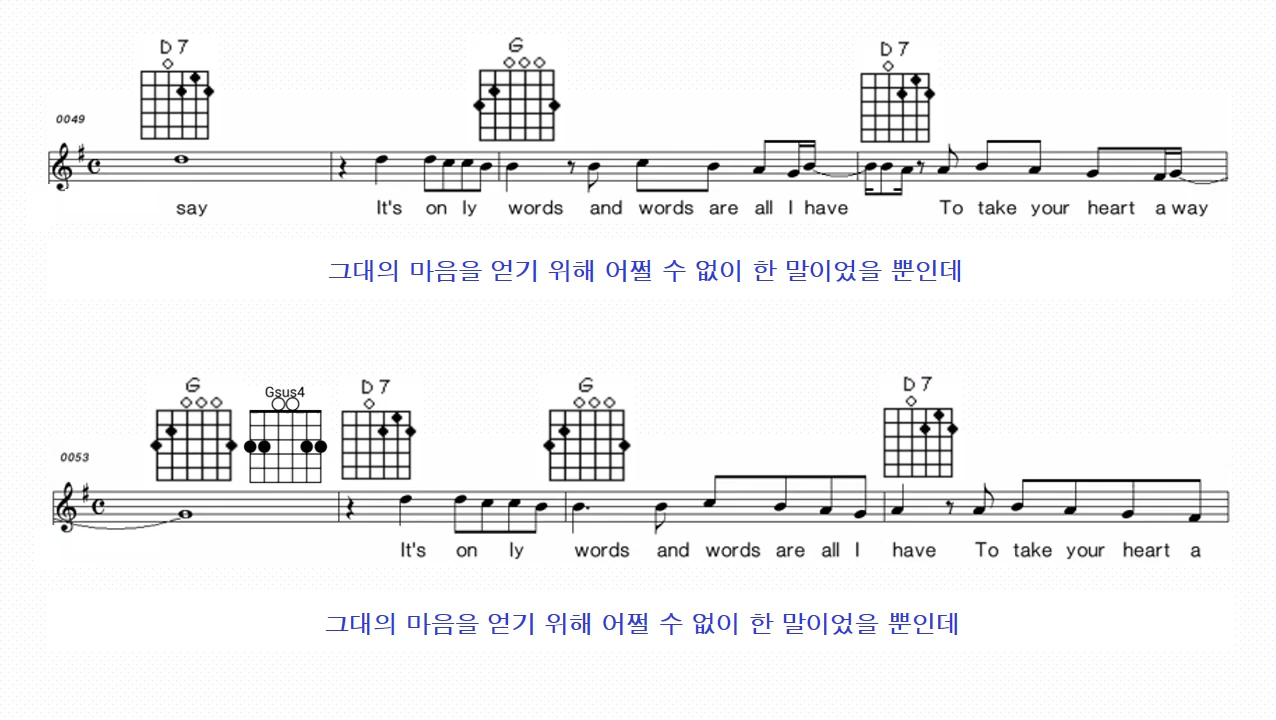 D7 G D7
0049
say It's on ly words and words are all I have To take your heart a way
그대의 마음을 얻기 위해 어쩔 수 없이 한 말이었을 뿐인데
G Gsus4 D7 G D7
0053
It's on ly words and words are all I have To take your heart a
그대의 마음을 얻기 위해 어쩔 수 없이 한 말이었을 뿐인데